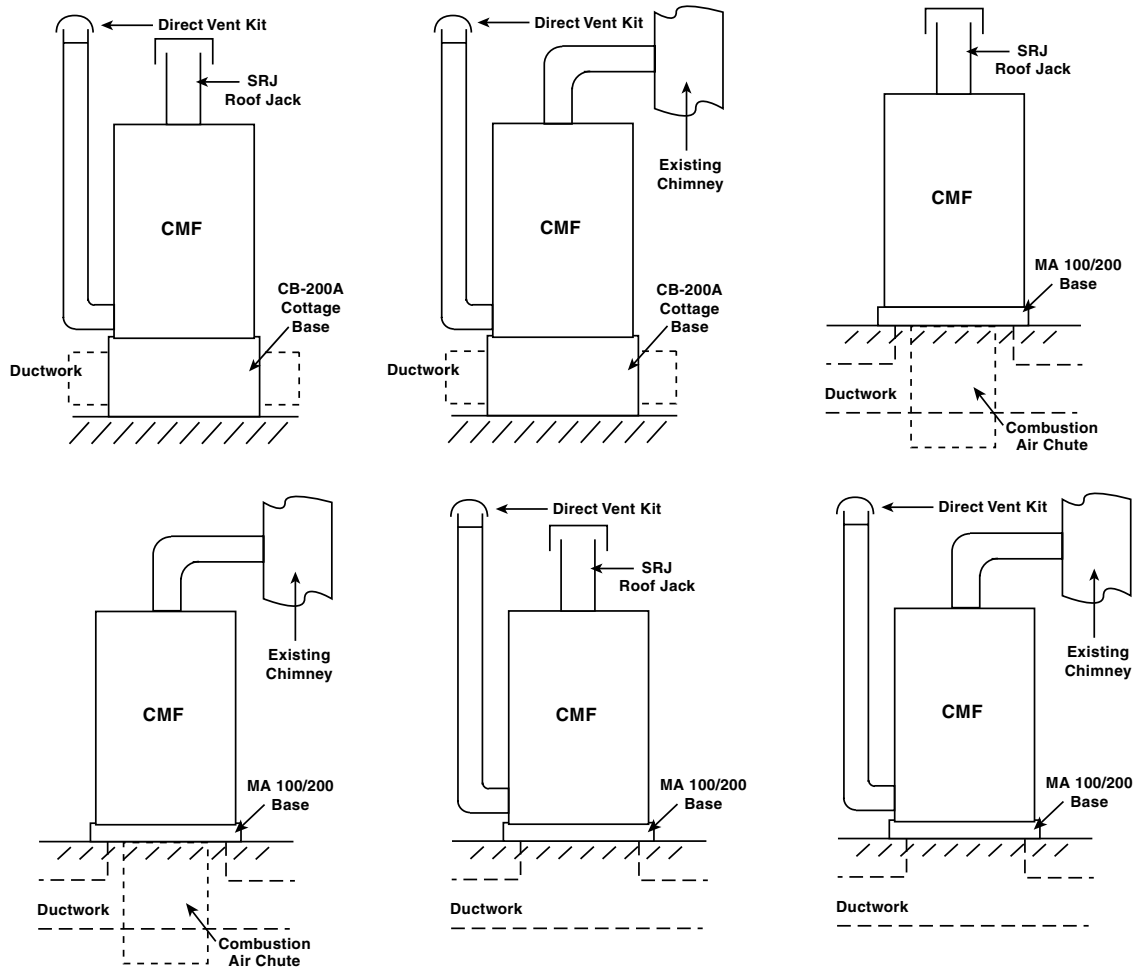 Direct Vent Kit
SRJ
Roof Jack
CMF
CB-200A
Cottage
Base
Ductwork
Direct Vent Kit
Existing
Chimney
CMF
CB-200A
Cottage
Base
Ductwork
SRJ
Roof Jack
CMF
MA 100/200
Base
Ductwork
Combustion
Air Chute
Existing
Chimney
CMF
MA 100/200
Base
Ductwork
Combustion
Air Chute
Direct Vent Kit
SRJ
Roof Jack
CMF
MA 100/200
Base
Ductwork
Direct Vent Kit
Existing
Chimney
CMF
MA 100/200
Base
Ductwork